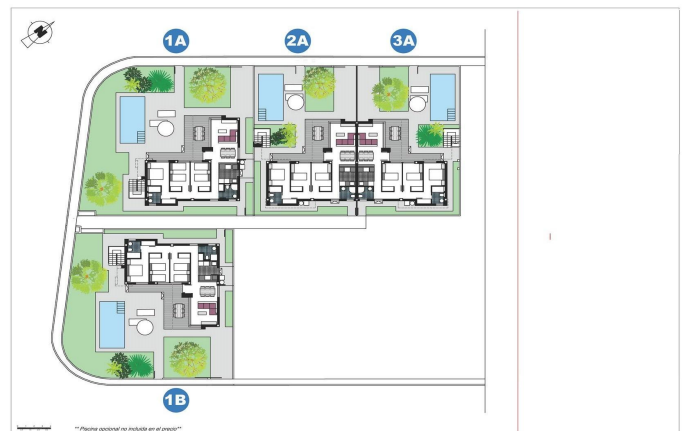 N
1A
2A
3A
1B
** Piscina opcional no incluida en el precio**